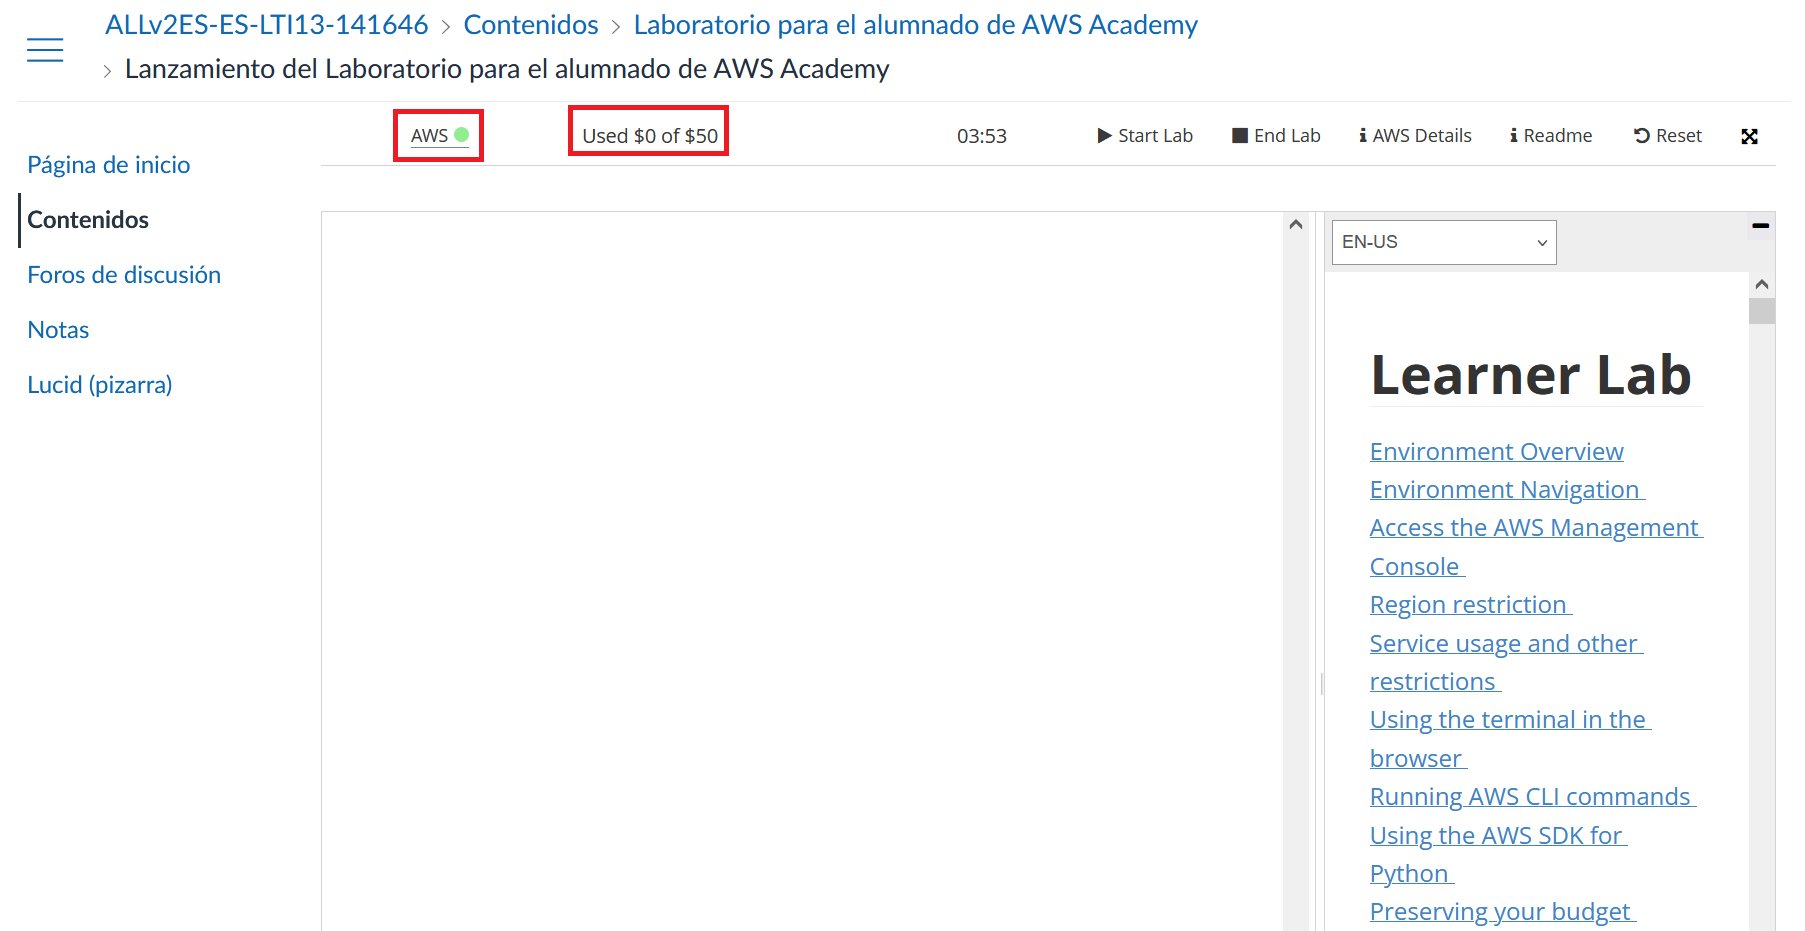 ALLv2ES-ES-LTI13-141646 > Contenidos > Laboratorio para el alumnado de AWS Academy
> Lanzamiento del Laboratorio para el alumnado de AWS Academy
AWS Used $0 of $50 03:53 Start Lab End Lab AWS Details Readme Reset
Página de inicio
Contenidos
Foros de discusión
Notas
Lucid (pizarra)
EN-US
Learner Lab
Environment Overview
Environment Navigation
Access the AWS Management
Console
Region restriction
Service usage and other
restrictions
Using the terminal in the
browser
Running AWS CLI commands
Using the AWS SDK for
Python
Preserving your budget